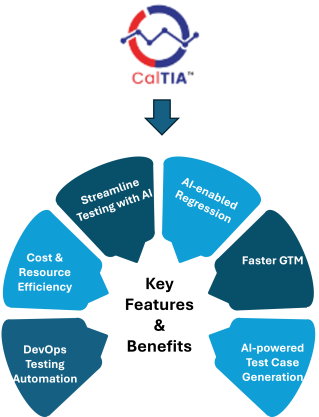 CalTIA™
Streamline
Testing with AI
AI-enabled
Regression
Cost &
Resource
Efficiency
Faster GTM
Key
Features
&
Benefits
DevOps
Testing
Automation
AI-powered
Test Case
Generation